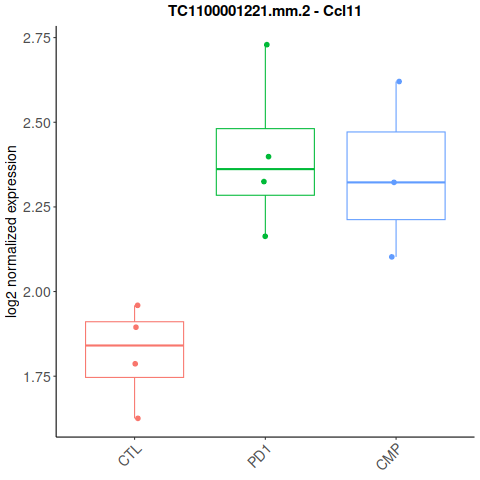 TC1100001221.mm.2 - Ccl11
log2 normalized expression
2.75
2.50
2.25
2.00
1.75
CTL
PD1
CMP